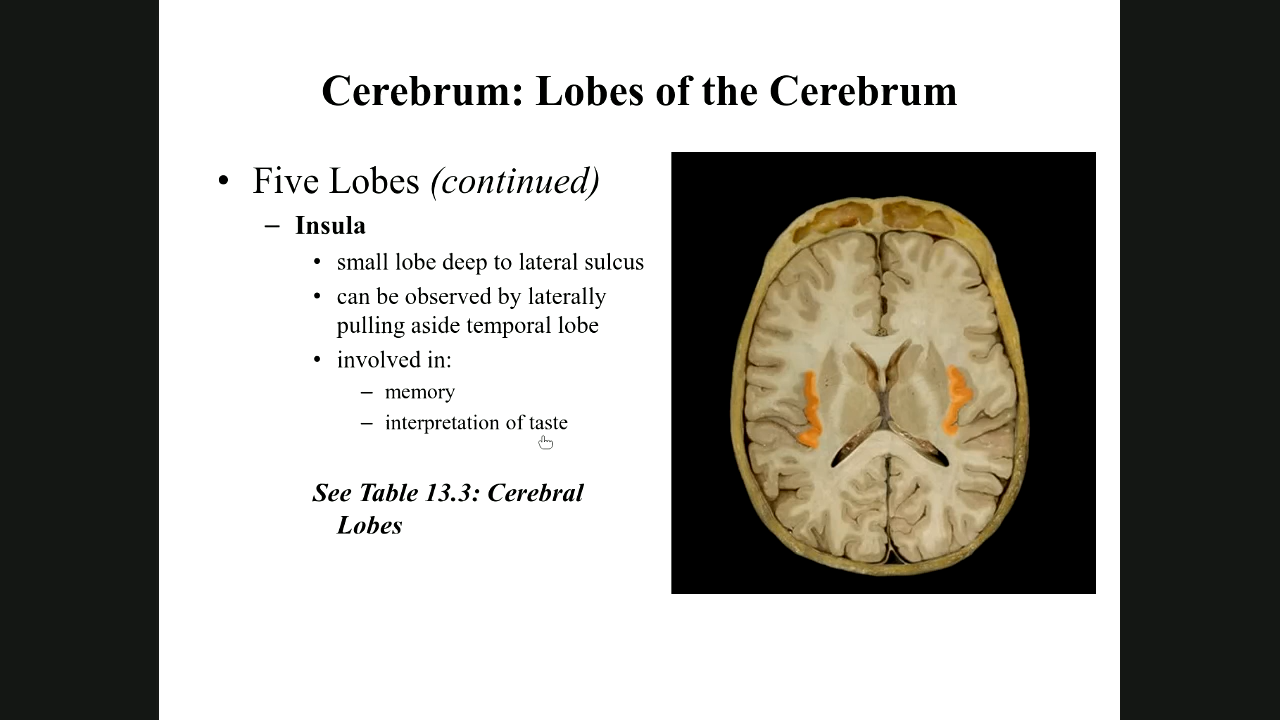 Cerebrum: Lobes of the Cerebrum
• Five Lobes (continued)
– Insula
• small lobe deep to lateral sulcus
• can be observed by laterally
pulling aside temporal lobe
• involved in:
– memory
– interpretation of taste
See Table 13.3: Cerebral
Lobes